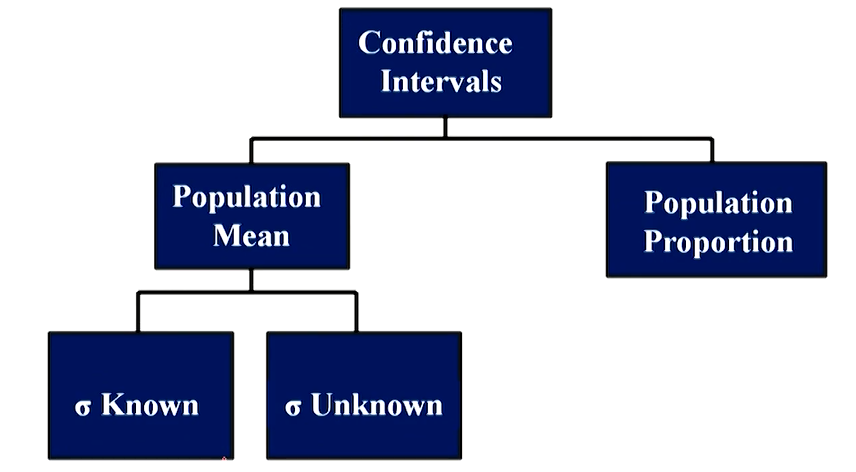 Confidence
Intervals
Population
Mean
Population
Proportion
σ Known
σ Unknown